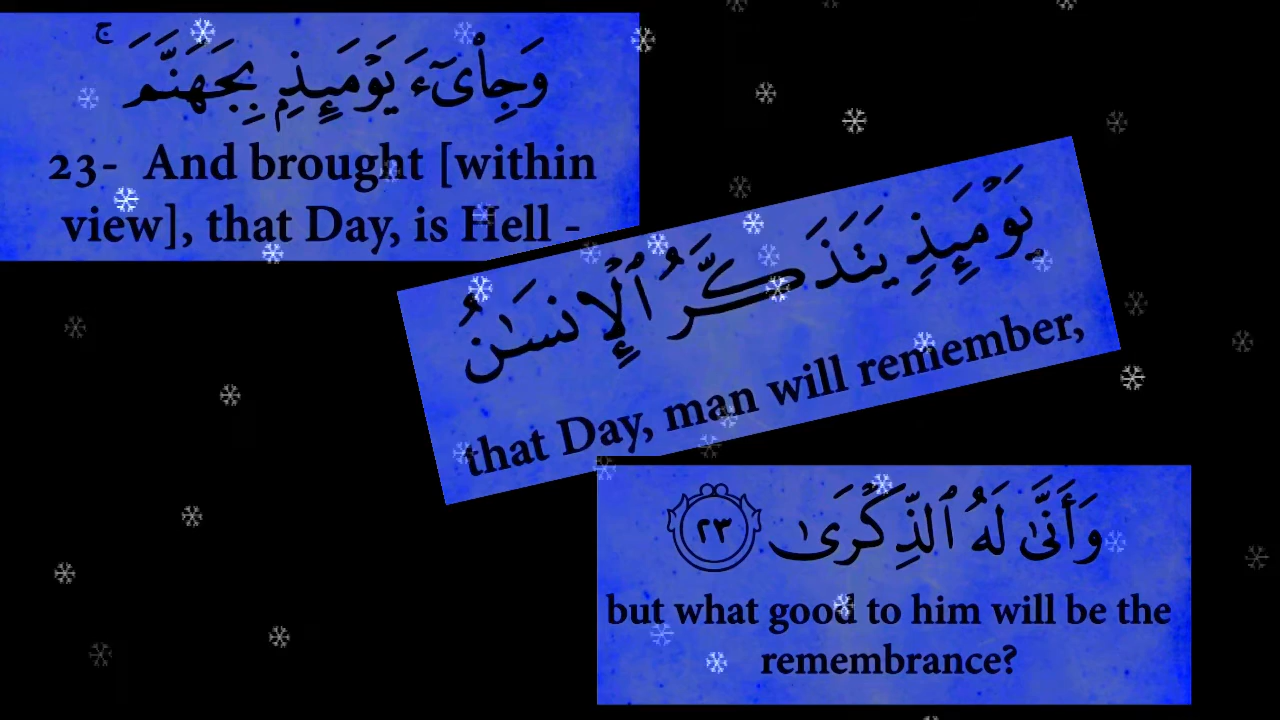 وَجِا۟ىٓءَ يَوْمَئِذٍۭ بِجَهَنَّمَ ۚ
23- And brought [within
view], that Day, is Hell -
يَوْمَئِذٍ يَتَذَكَّرُ ٱلْإِنسَـٰنُ
that Day, man will remember,
وَأَنَّىٰ لَهُ ٱلذِّكْرَىٰ ٢٣
but what good to him will be the
remembrance?